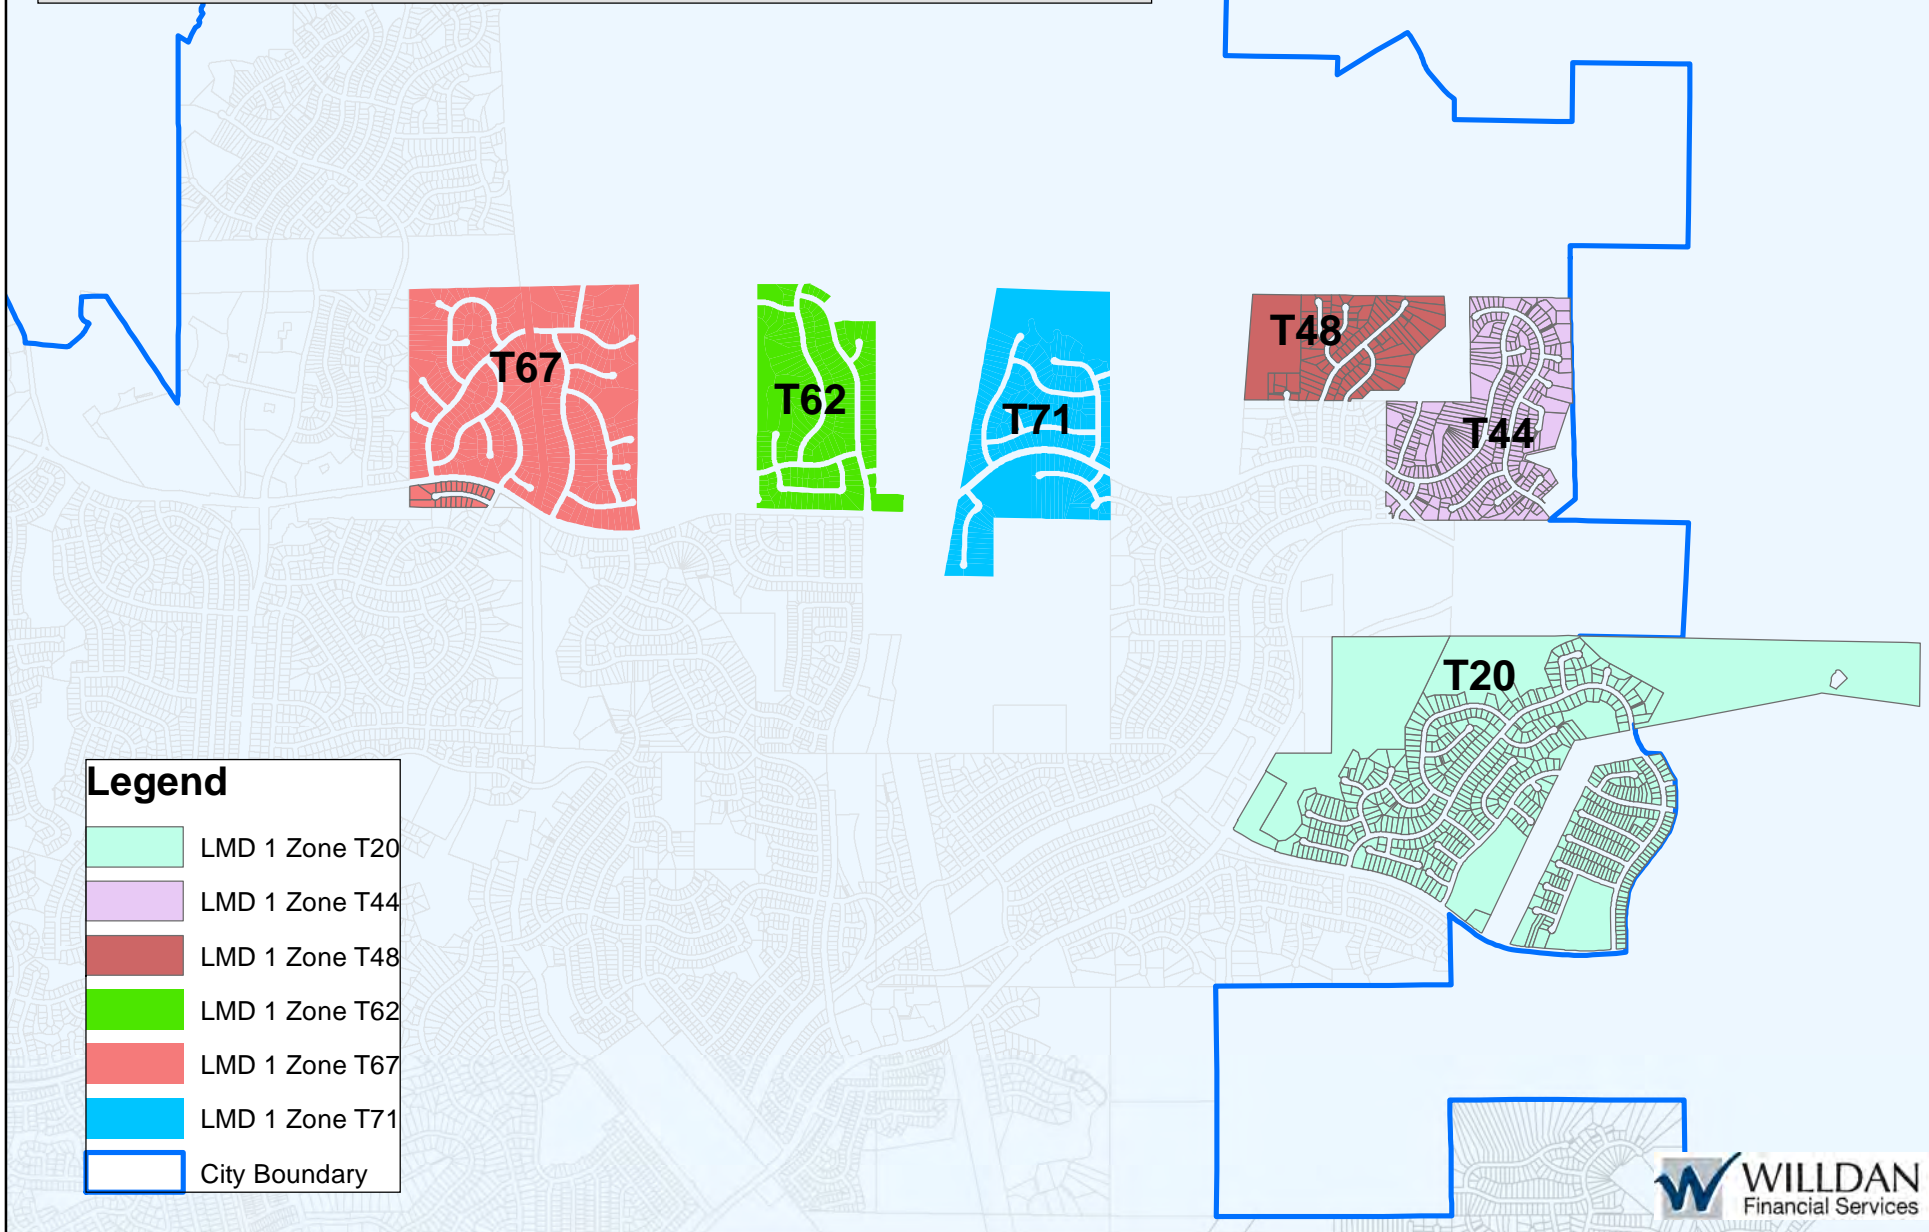 T48
T67
T62
T71
T44
T20
Legend
LMD 1 Zone T20
LMD 1 Zone T44
LMD 1 Zone T48
LMD 1 Zone T62
LMD 1 Zone T67
LMD 1 Zone T71
City Boundary
WILLDAN
Financial Services